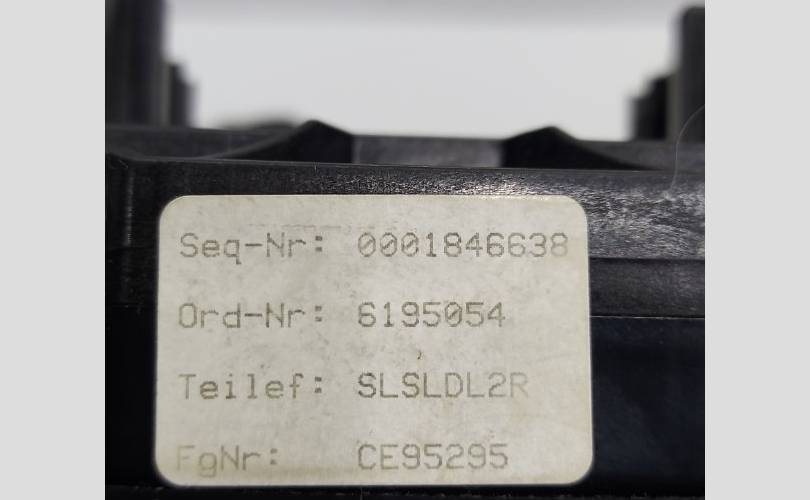 Seq-Nr: 0001846638
Ord-Nr: 6195054
Teilef: SLSLDL2R
FgNr: CE95295